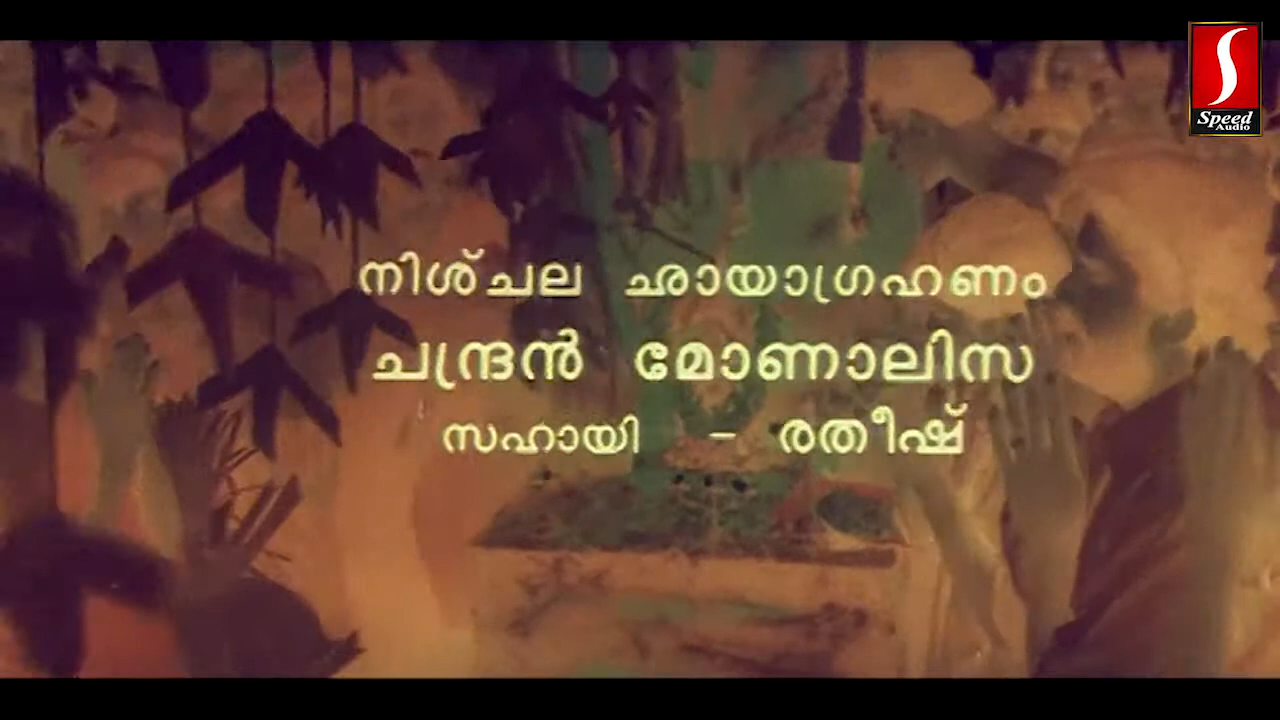 S
Speed
Audio
നിശ്ചല ഛായാഗ്രഹണം
ചന്ദ്രൻ മോണാലിസ
സഹായി - രതീഷ്